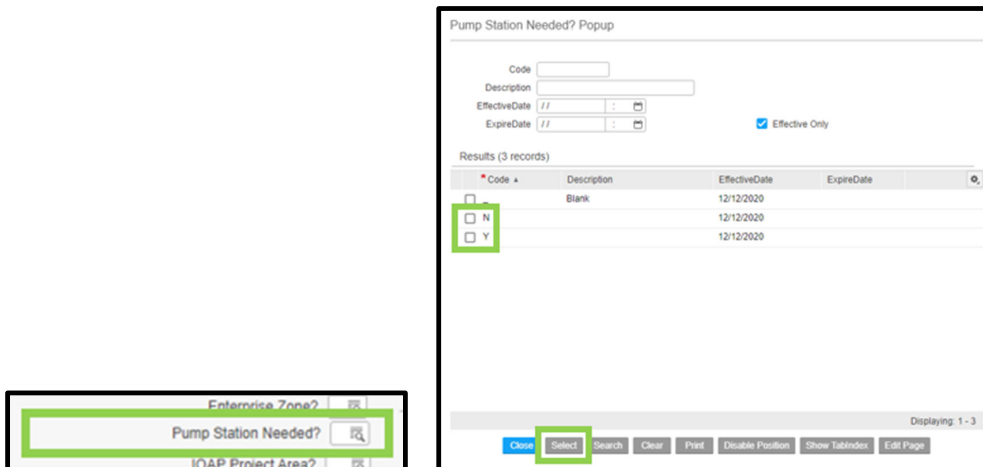 Pump Station Needed? Popup
Code
Description
EffectiveDate / / :
ExpireDate / / : Effective Only
Results (3 records)
* Code ▲ Description EffectiveDate ExpireDate
_ Blank 12/12/2020
N 12/12/2020
Y 12/12/2020
Displaying: 1 - 3
Close Select Search Clear Print Disable Position Show TabIndex Edit Page
Enterprise Zone?
Pump Station Needed?
IOAP Project Area?